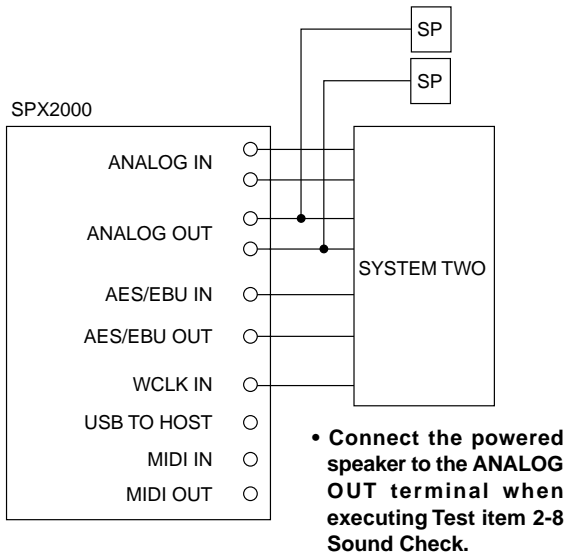 SP
SP
SPX2000
ANALOG IN
ANALOG OUT
SYSTEM TWO
AES/EBU IN
AES/EBU OUT
WCLK IN
USB TO HOST
MIDI IN
MIDI OUT
• Connect the powered
speaker to the ANALOG
OUT terminal when
executing Test item 2-8
Sound Check.